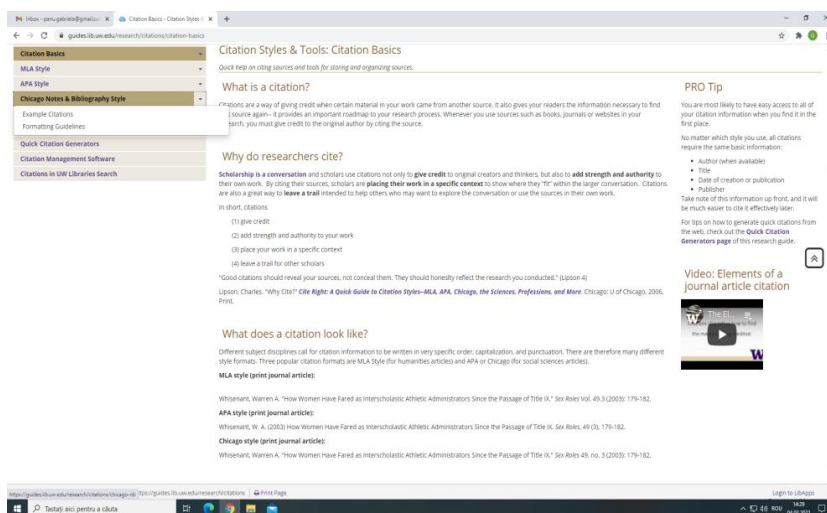 Inbox - panu.gabriela@gmail.com
Citation Basics - Citation Styles &
guides.lib.uw.edu/research/citations/citation-basics
Citation Basics
MLA Style
APA Style
Chicago Notes & Bibliography Style
Example Citations
Formatting Guidelines
Quick Citation Generators
Citation Management Software
Citations in UW Libraries Search
Citation Styles & Tools: Citation Basics
Quick help on citing sources and tools for storing and organizing sources.
What is a citation?
Citations are a way of giving credit when certain material in your work came from another source. It also gives your readers the information necessary to find
source again-- it provides an important roadmap to your research process. Whenever you use sources such as books, journals or websites in your
research, you must give credit to the original author by citing the source.
Why do researchers cite?
Scholarship is a conversation and scholars use citations not only to give credit to original creators and thinkers, but also to add strength and authority to
their own work. By citing their sources, scholars are placing their work in a specific context to show where they "fit" within the larger conversation. Citations
are also a great way to leave a trail intended to help others who may want to explore the conversation or use the sources in their own work.
In short, citations
(1) give credit
(2) add strength and authority to your work
(3) place your work in a specific context
(4) leave a trail for other scholars
"Good citations should reveal your sources, not conceal them. They should honestly reflect the research you conducted." (Lipson 4)
Lipson, Charles. "Why Cite?" Cite Right: A Quick Guide to Citation Styles--MLA, APA, Chicago, the Sciences, Professions, and More. Chicago: U of Chicago, 2006.
Print.
What does a citation look like?
Different subject disciplines call for citation information to be written in very specific order, capitalization, and punctuation. There are therefore many different
style formats. Three popular citation formats are MLA Style (for humanities articles) and APA or Chicago (for social sciences articles).
MLA style (print journal article):
Whisenant, Warren A. "How Women Have Fared as Interscholastic Athletic Administrators Since the Passage of Title IX." Sex Roles Vol. 49.3 (2003): 179-182.
APA style (print journal article):
Whisenant, W. A. (2003) How Women Have Fared as Interscholastic Athletic Administrators Since the Passage of Title IX. Sex Roles, 49 (3), 179-182.
Chicago style (print journal article):
Whisenant, Warren A. "How Women Have Fared as Interscholastic Athletic Administrators Since the Passage of Title IX." Sex Roles 49, no. 3 (2003): 179-182.
PRO Tip
You are most likely to have easy access to all of
your citation information when you find it in the
first place.
No matter which style you use, all citations
require the same basic information:
Author (when available)
Title
Date of creation or publication
Publisher
Take note of this information up front, and it will
be much easier to cite it effectively later.
For tips on how to generate quick citations from
the web, check out the Quick Citation
Generators page of this research guide.
Video: Elements of a
journal article citation
W The El...
W
https://guides.lib.uw.edu/research/citations/chicago-nb
https://guides.lib.uw.edu/research/citations
Print Page
Login to LibApps
Tastați aici pentru a căuta
ROU
14:28